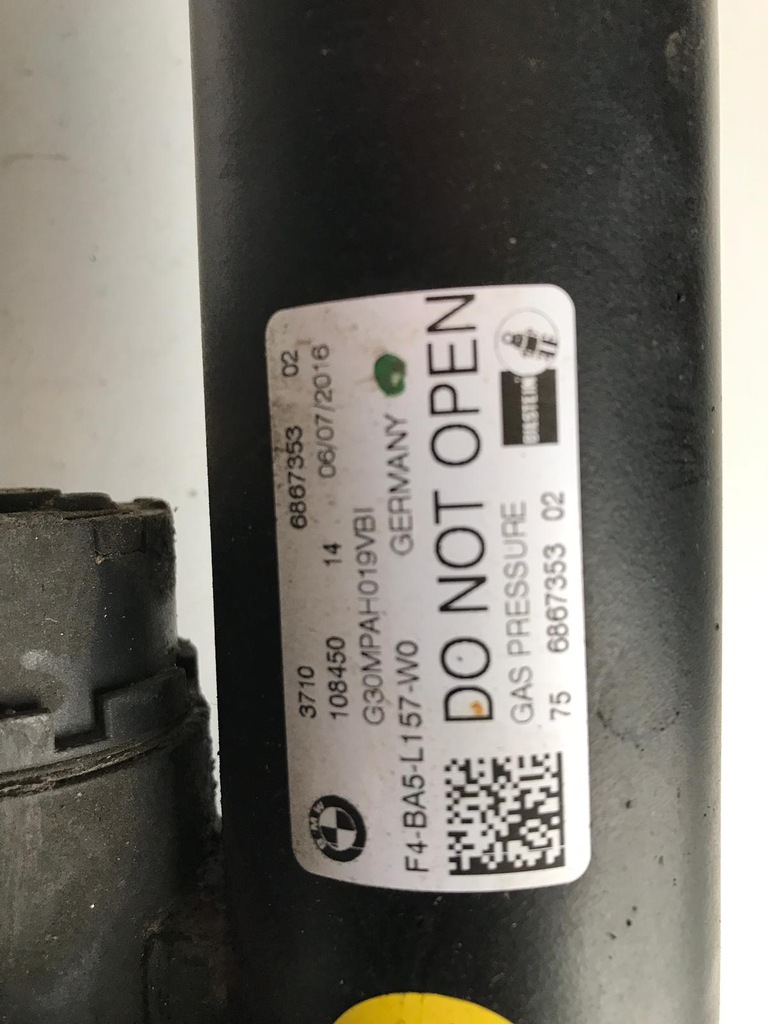 BMW
3710 6867353 02
108450 14 06/07/2016
G30MPAH019VBI
F4-BA5-L157-W0 GERMANY
DO NOT OPEN
GAS PRESSURE BILSTEIN
75 6867353 02